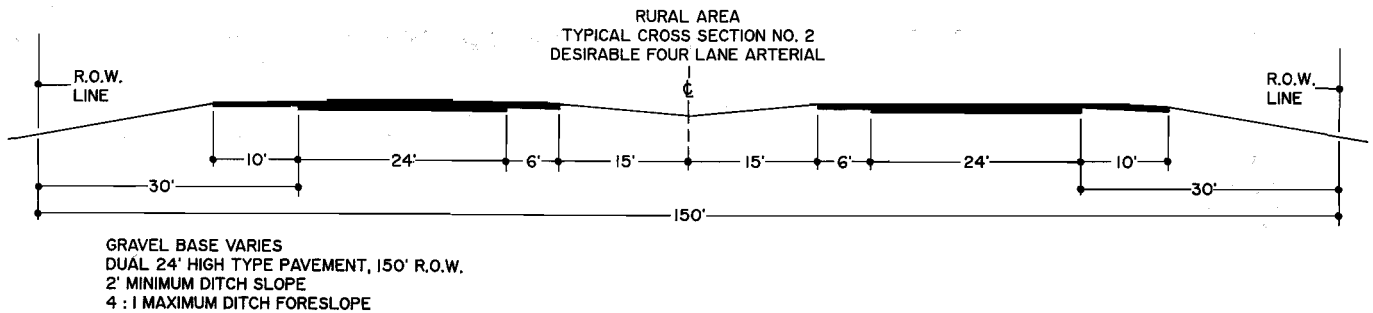 RURAL AREA
TYPICAL CROSS SECTION NO. 2
DESIRABLE FOUR LANE ARTERIAL
℄
R.O.W.
LINE
R.O.W.
LINE
10'
24'
6'
15'
15'
6'
24'
10'
30'
30'
150'
GRAVEL BASE VARIES
DUAL 24' HIGH TYPE PAVEMENT, 150' R.O.W.
2' MINIMUM DITCH SLOPE
4 : 1 MAXIMUM DITCH FORESLOPE